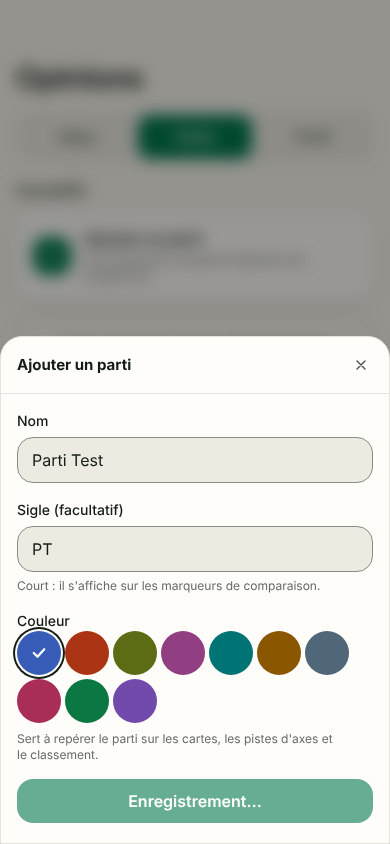 Opinions
Ajouter un parti
Nom
Parti Test
Sigle (facultatif)
PT
Court : il s'affiche sur les marqueurs de comparaison.
Couleur
Sert à repérer le parti sur les cartes, les pistes d'axes et
le classement.
Enregistrement…